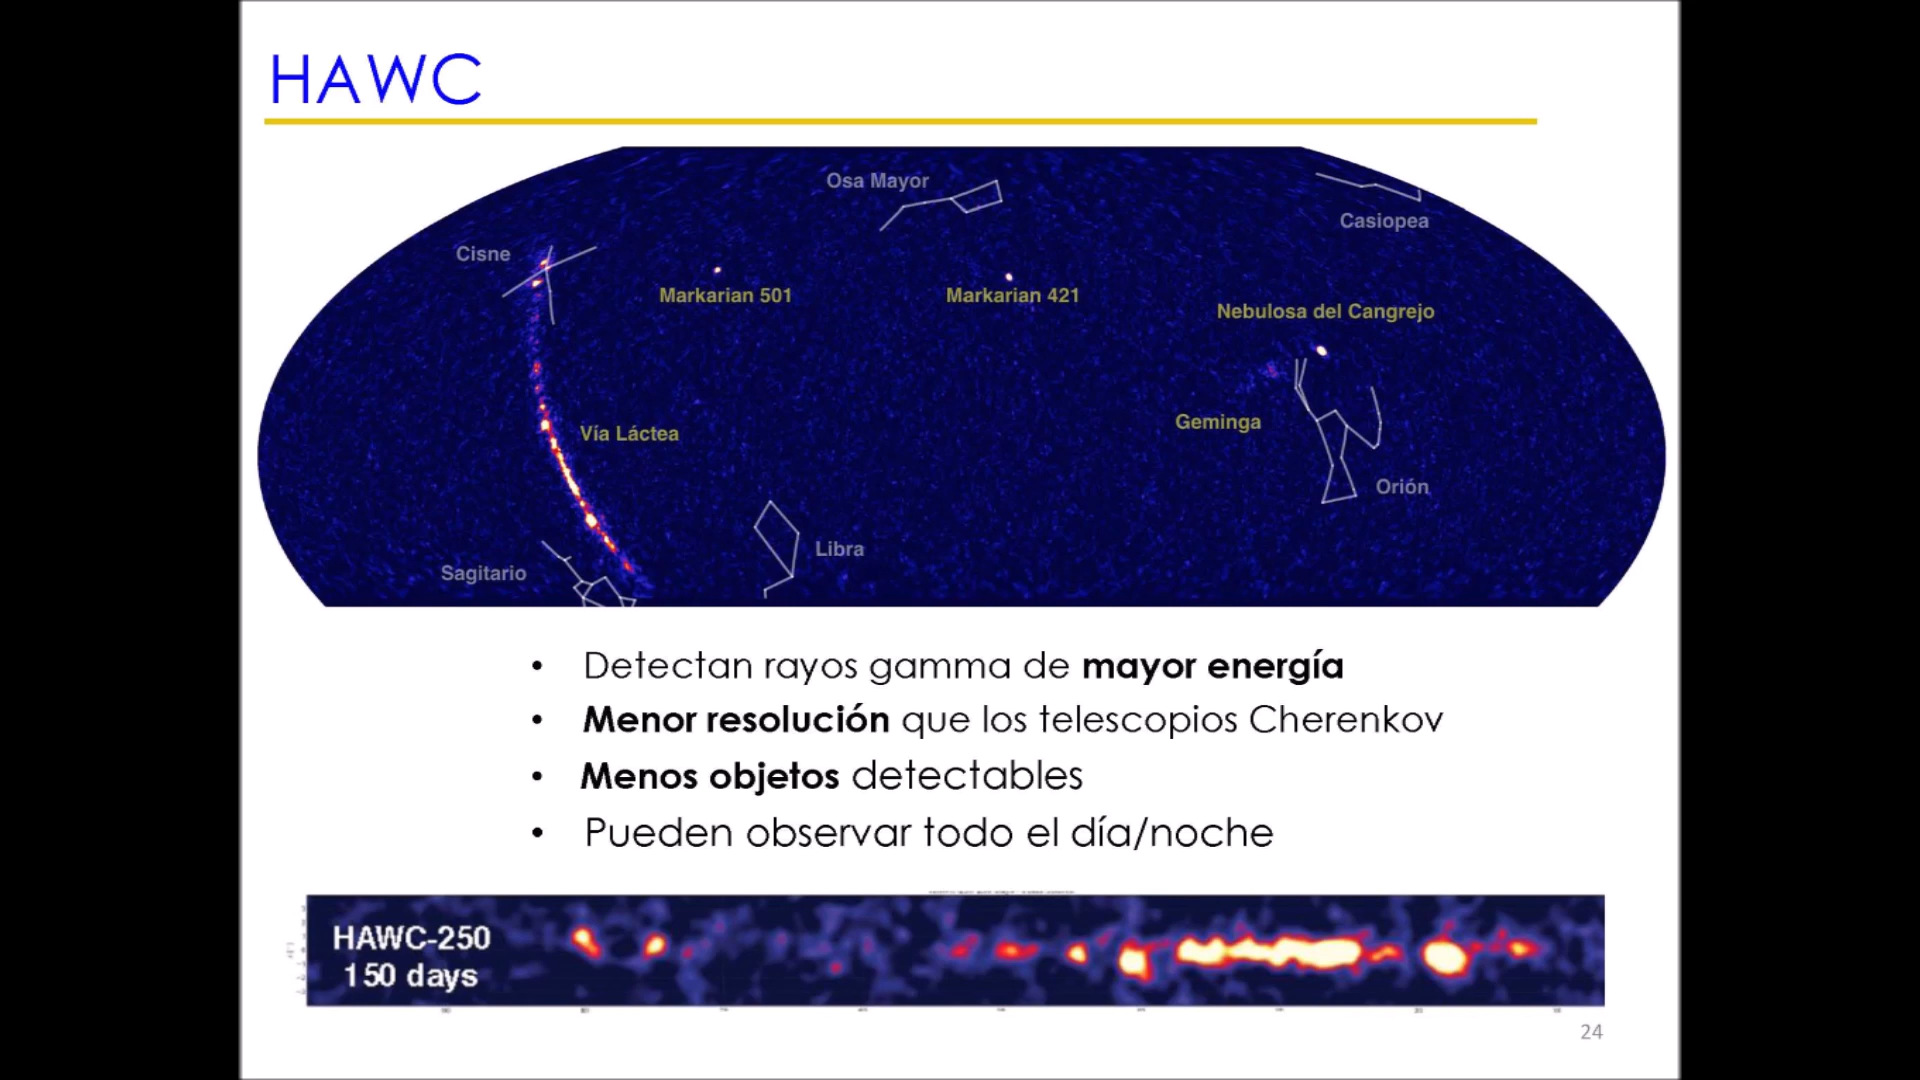 HAWC
Osa Mayor
Casiopea
Cisne
Markarian 501
Markarian 421
Nebulosa del Cangrejo
Geminga
Vía Láctea
Orión
Libra
Sagitario
• Detectan rayos gamma de mayor energía
• Menor resolución que los telescopios Cherenkov
• Menos objetos detectables
• Pueden observar todo el día/noche
HAWC-250
150 days
24